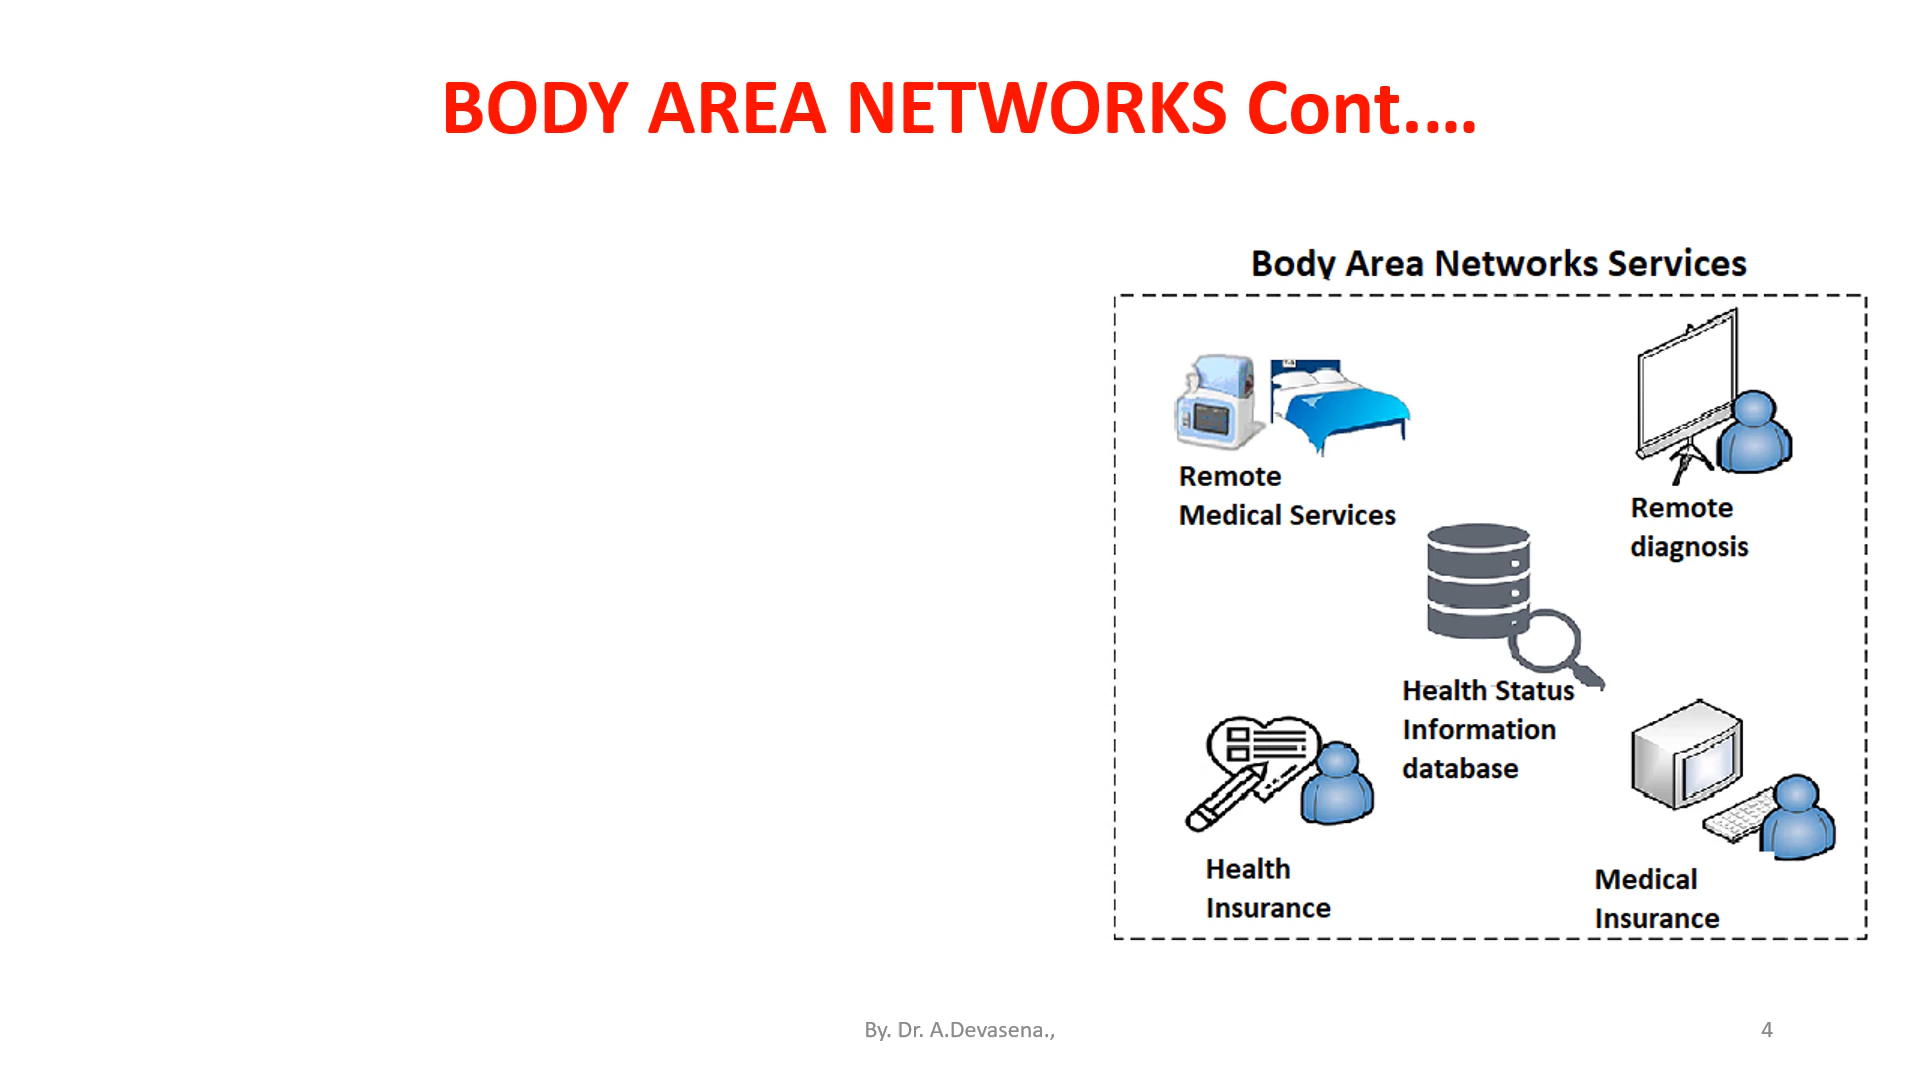 BODY AREA NETWORKS Cont.…
Body Area Networks Services
Remote
Medical Services
Remote
diagnosis
Health Status
Information
database
Health
Insurance
Medical
Insurance
By. Dr. A.Devasena.,
4